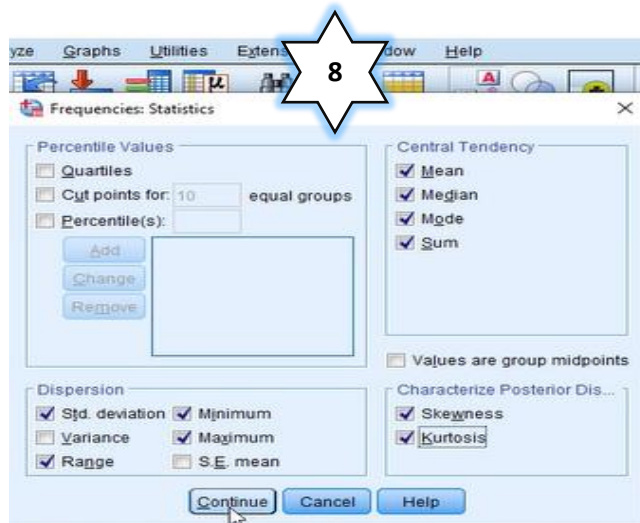 yze Graphs Utilities Extens dow Help
8
Frequencies: Statistics
Percentile Values
Quartiles
Cut points for: 10 equal groups
Percentile(s):
Add
Change
Remove
Central Tendency
Mean
Median
Mode
Sum
Values are group midpoints
Dispersion
Std. deviation Minimum
Variance Maximum
Range S.E. mean
Characterize Posterior Dis...
Skewness
Kurtosis
Continue Cancel Help